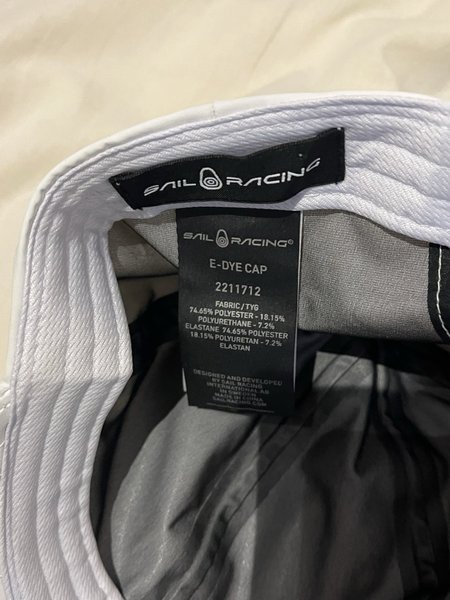 SAIL RACING
SAIL RACING®
E-DYE CAP
2211712
FABRIC/TYG
74.65% POLYESTER - 18.15%
POLYURETHANE - 7.2%
ELASTANE 74.65% POLYESTER
18.15% POLYURETAN - 7.2%
ELASTAN
DESIGNED AND DEVELOPED
BY SAIL RACING
INTERNATIONAL AB
IN SWEDEN
MADE IN CHINA
SAILRACING.COM